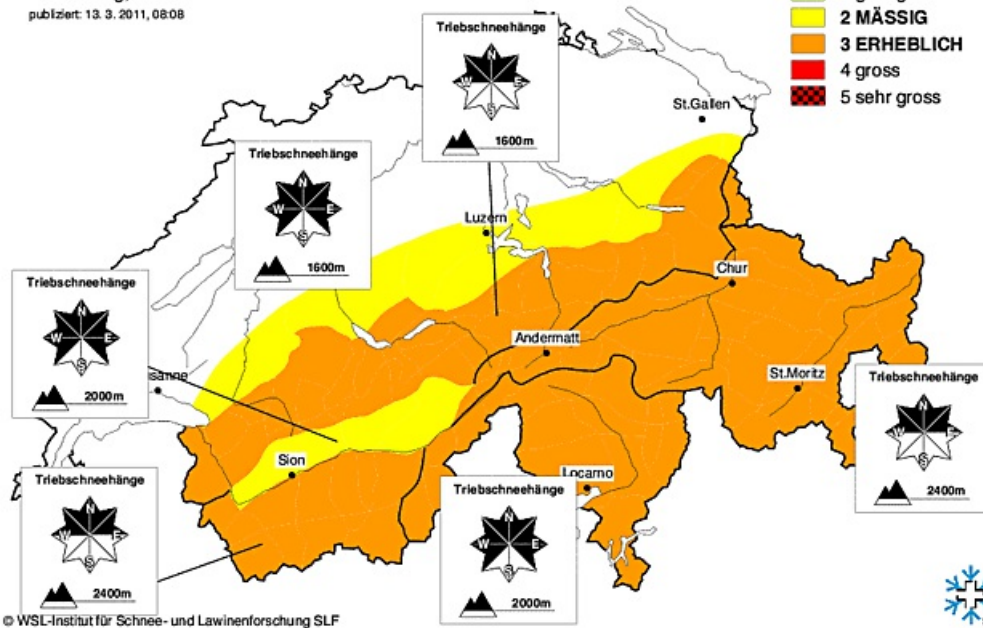 publiziert: 13. 3. 2011, 08:08
2 MÄSSIG
3 ERHEBLICH
4 gross
5 sehr gross
Triebschneehänge
N
W E
S
1600m
St.Gallen
Triebschneehänge
N
W E
S
1600m
Luzern
Triebschneehänge
N
W E
S
2000m
sanne
Chur
Andermatt
St.Moritz
Triebschneehänge
N
W E
S
2400m
Sion
Locarno
Triebschneehänge
N
W E
S
2400m
Triebschneehänge
N
W E
S
2000m
© WSL-Institut für Schnee- und Lawinenforschung SLF